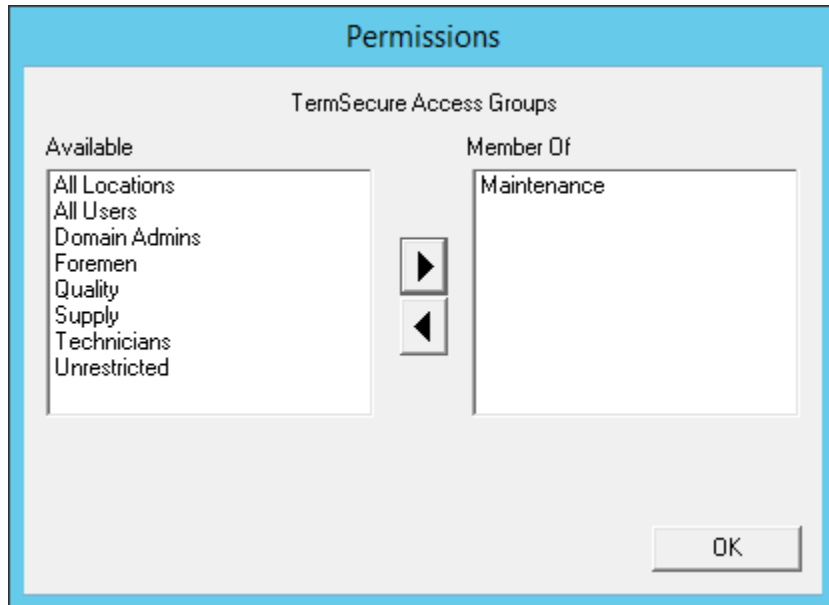 Permissions
TermSecure Access Groups
Available
Member Of
All Locations
All Users
Domain Admins
Foremen
Quality
Supply
Technicians
Unrestricted
Maintenance
OK